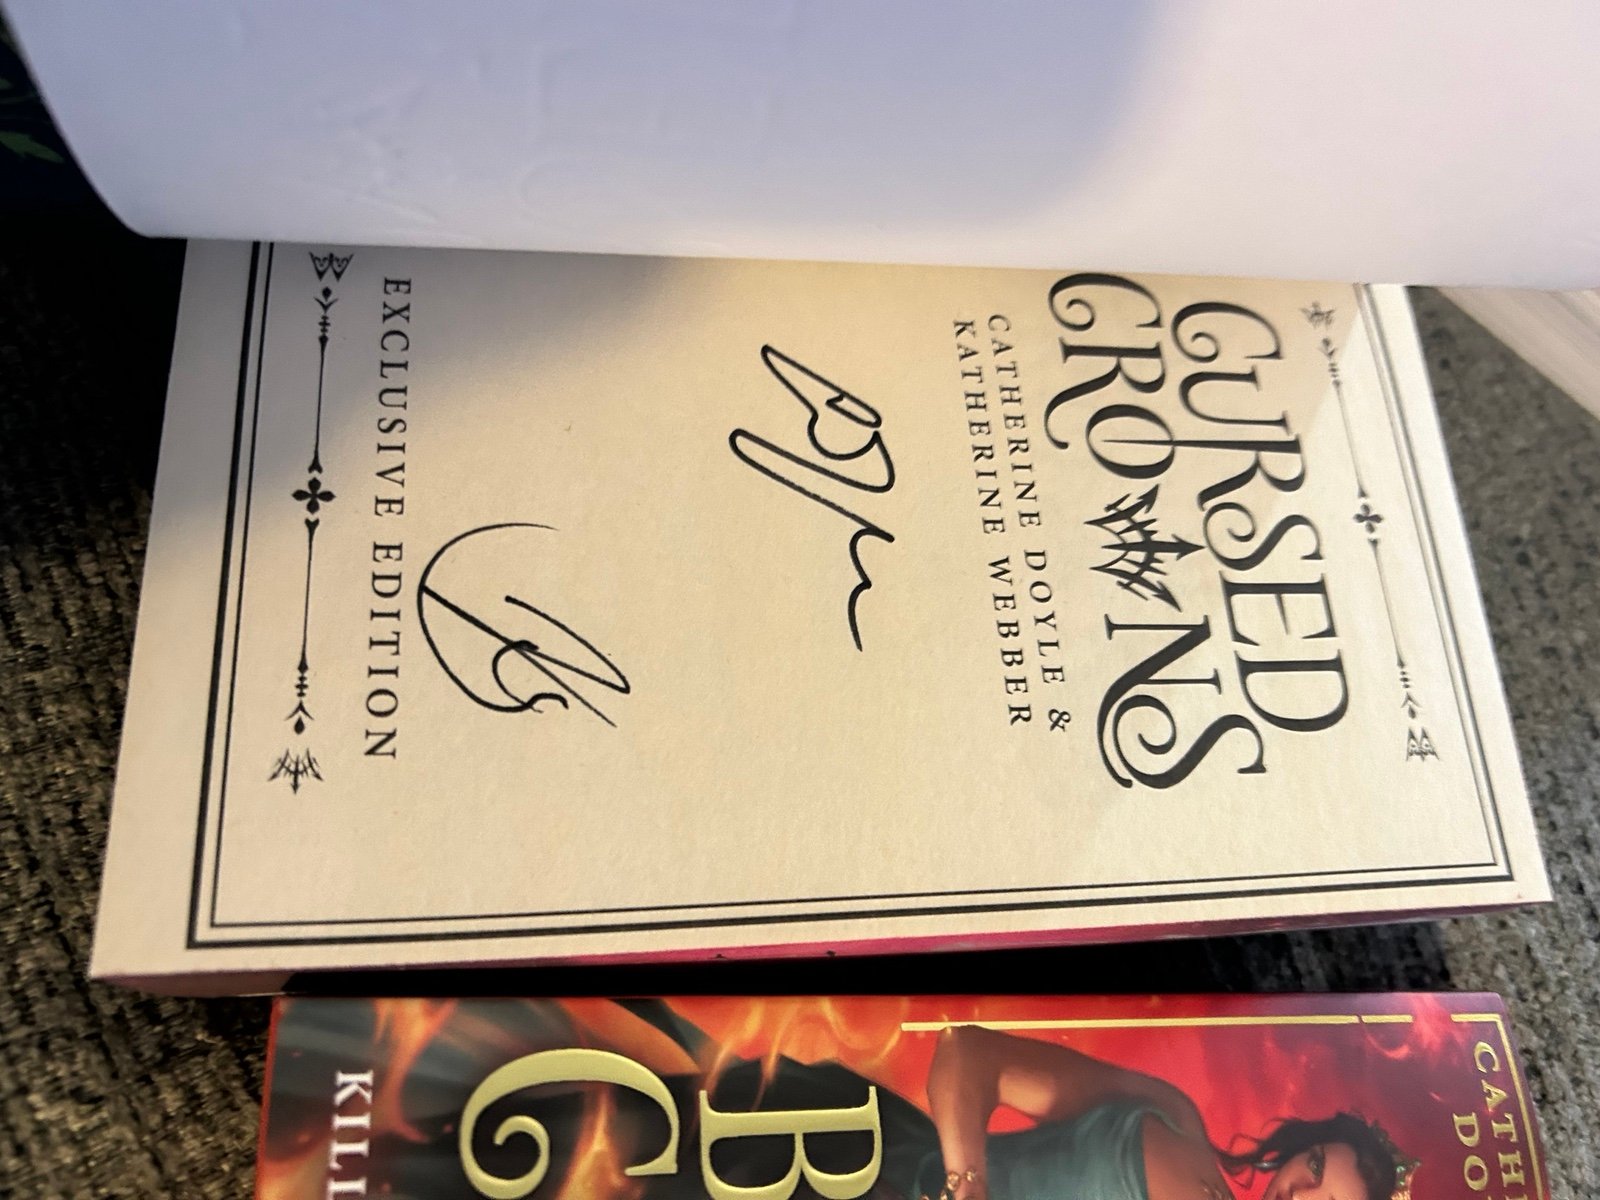 CURSED
CROWNS
CATHERINE DOYLE &
KATHERINE WEBBER
EXCLUSIVE EDITION
CATH
DO
B
C
KILL